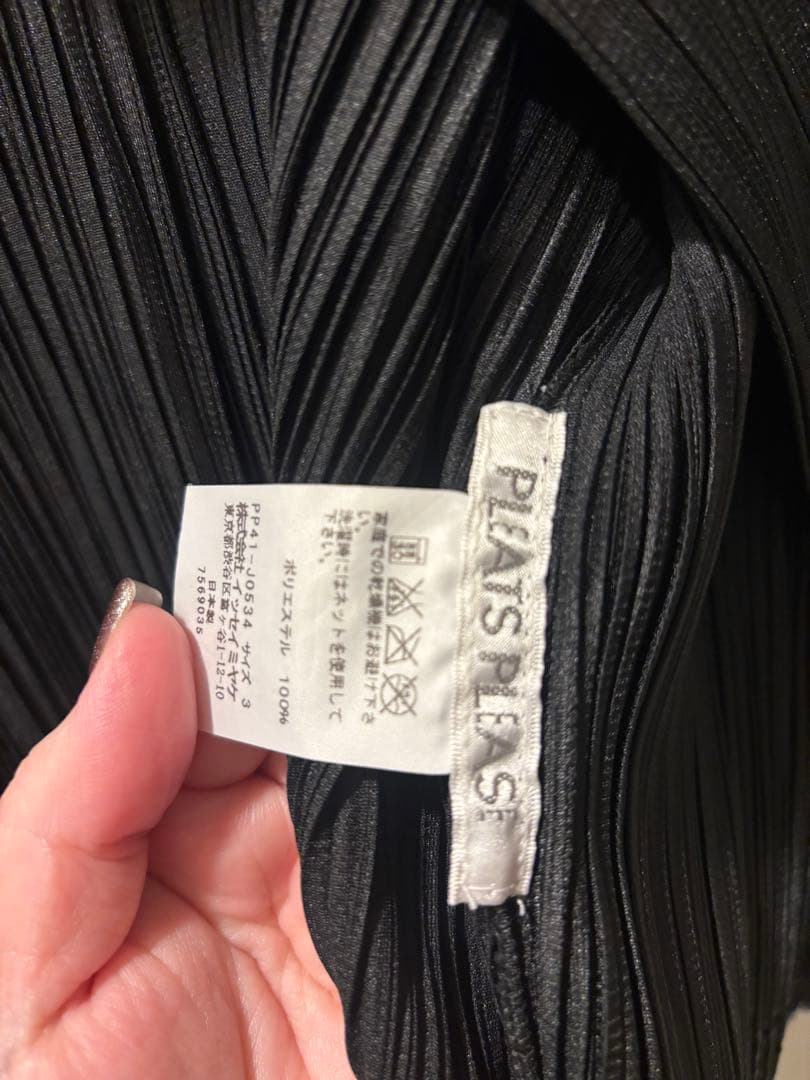 PLEATS PLEASE
家庭での乾燥機はお避け下さ
い。
洗濯時にはネットを使用して
下さい。
ポリエステル 100%
PP41-J0534 サイズ 3
株式会社 イッセイ ミヤケ
東京都渋谷区富ヶ谷1-12-10
日本製
7569035